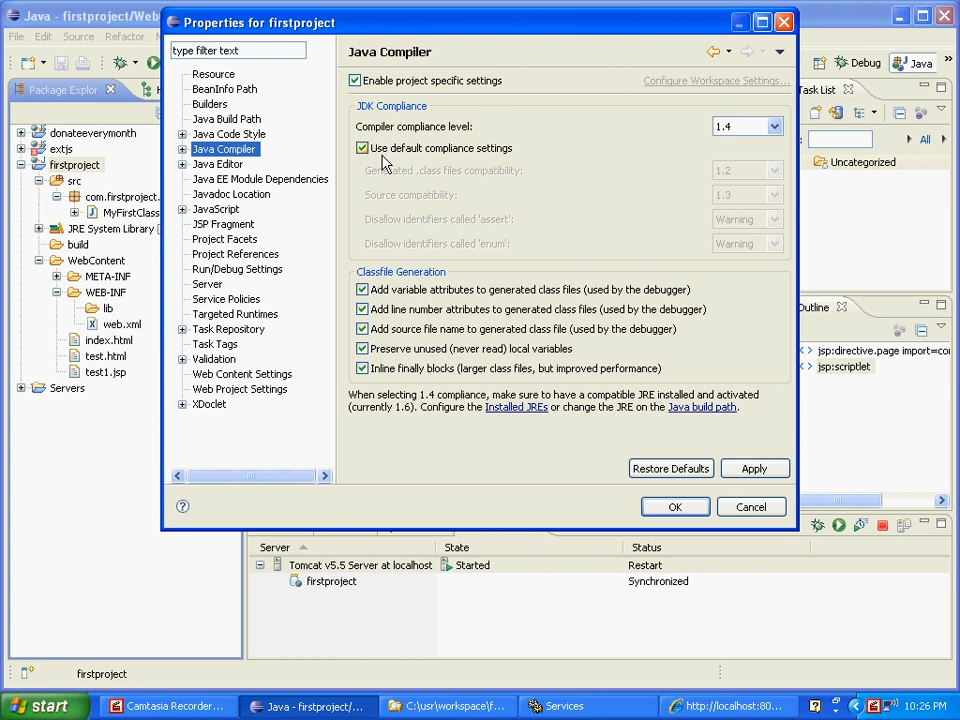 Java - firstproject/Web
File Edit Source Refactor
Debug
Java
»
Package Explor
donateeverymonth
extjs
firstproject
src
com.firstproject.
MyFirstClass
JRE System Library
build
WebContent
META-INF
WEB-INF
lib
web.xml
index.html
test.html
test1.jsp
Servers
Properties for firstproject
type filter text
Resource
BeanInfo Path
Builders
Java Build Path
Java Code Style
Java Compiler
Java Editor
Java EE Module Dependencies
Javadoc Location
JavaScript
JSP Fragment
Project Facets
Project References
Run/Debug Settings
Server
Service Policies
Targeted Runtimes
Task Repository
Task Tags
Validation
Web Content Settings
Web Project Settings
XDoclet
Java Compiler
Enable project specific settings
Configure Workspace Settings...
JDK Compliance
Compiler compliance level: 1.4
Use default compliance settings
Generated .class files compatibility: 1.2
Source compatibility: 1.3
Disallow identifiers called 'assert': Warning
Disallow identifiers called 'enum': Warning
Classfile Generation
Add variable attributes to generated class files (used by the debugger)
Add line number attributes to generated class files (used by the debugger)
Add source file name to generated class file (used by the debugger)
Preserve unused (never read) local variables
Inline finally blocks (larger class files, but improved performance)
When selecting 1.4 compliance, make sure to have a compatible JRE installed and activated
(currently 1.6). Configure the Installed JREs or change the JRE on the Java build path.
Restore Defaults Apply
? OK Cancel
Task List
All
Uncategorized
Outline
jsp:directive.page import=co
jsp:scriptlet
Server State Status
Tomcat v5.5 Server at localhost Started Restart
firstproject Synchronized
firstproject
start
Camtasia Recorder...
Java - firstproject/...
C:\usr\workspace\f...
Services
http://localhost:80...
10:26 PM